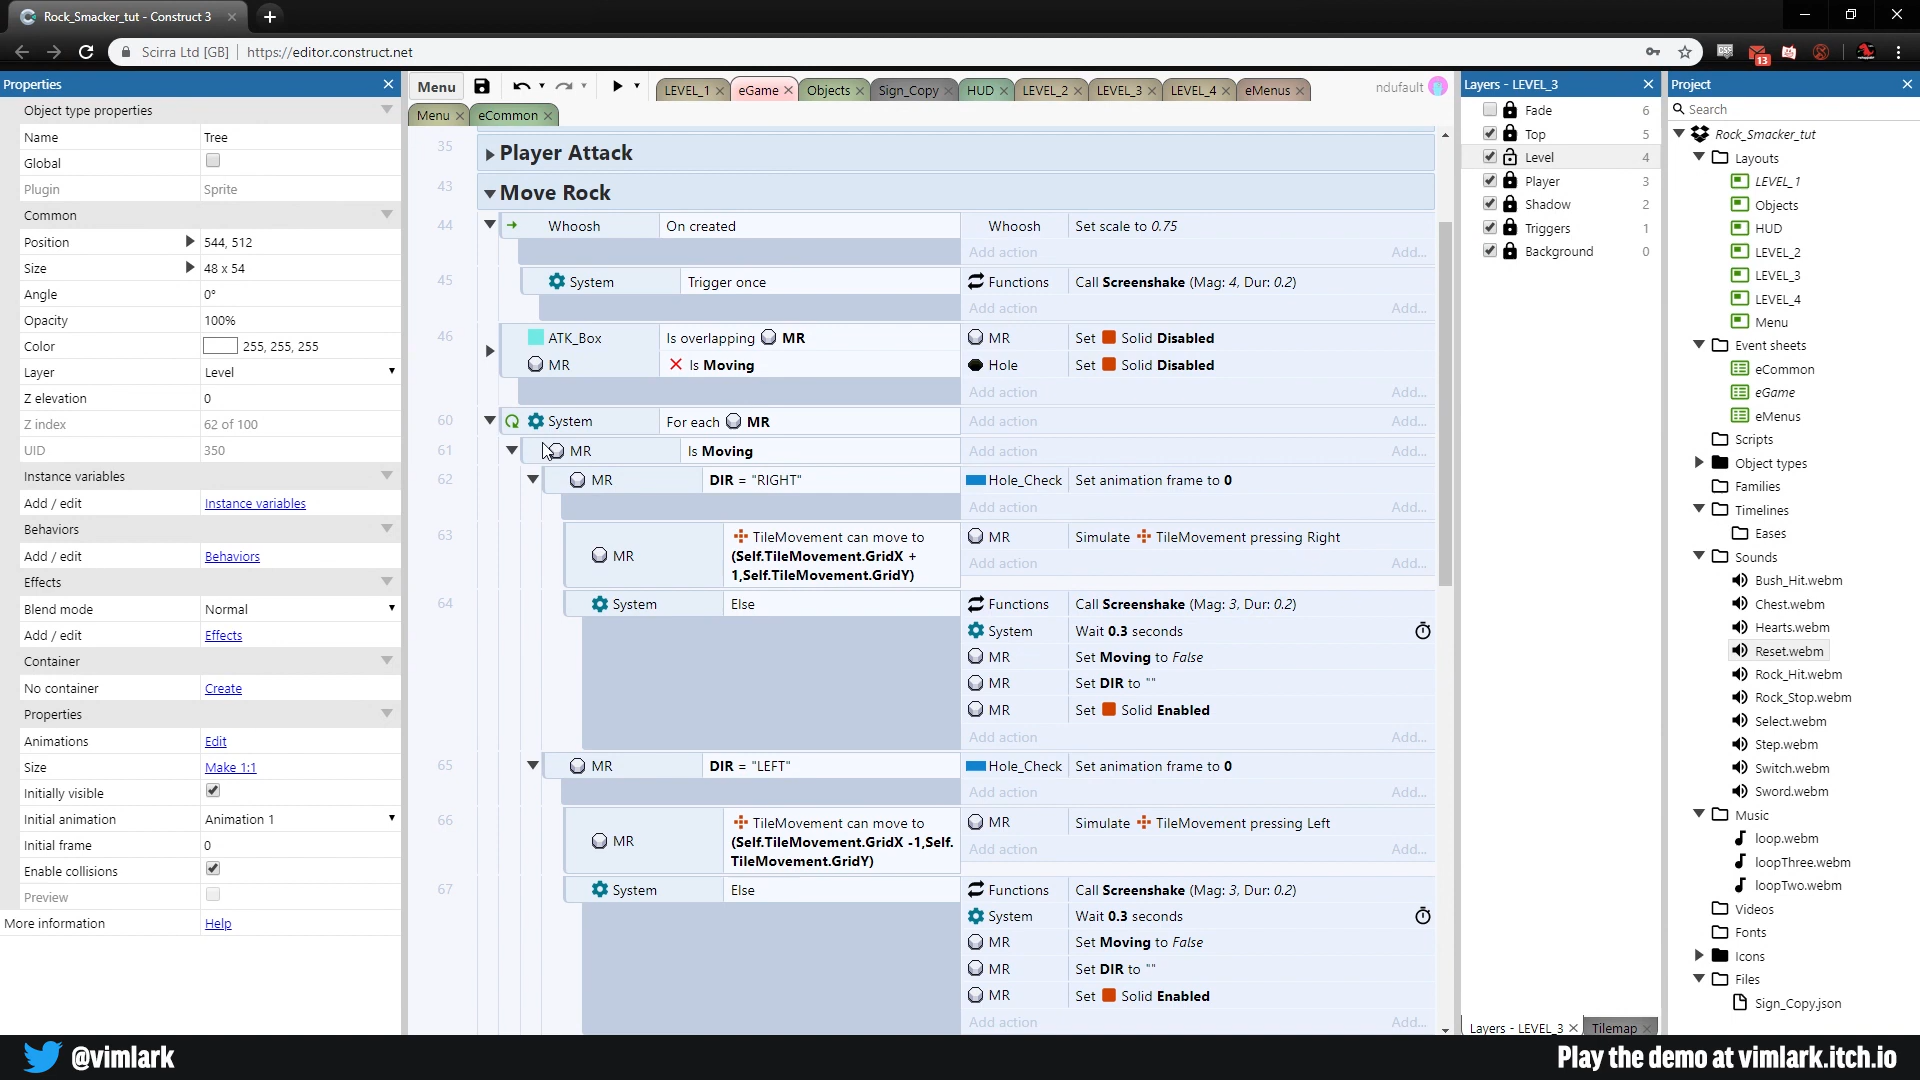 Rock_Smacker_tut - Construct 3
Scirra Ltd [GB] | https://editor.construct.net
13
Properties
Object type properties
Name Tree
Global
Plugin Sprite
Common
Position 544, 512
Size 48 x 54
Angle 0°
Opacity 100%
Color 255, 255, 255
Layer Level
Z elevation 0
Z index 62 of 100
UID 350
Instance variables
Add / edit Instance variables
Behaviors
Add / edit Behaviors
Effects
Blend mode Normal
Add / edit Effects
Container
No container Create
Properties
Animations Edit
Size Make 1:1
Initially visible
Initial animation Animation 1
Initial frame 0
Enable collisions
Preview
More information Help
Menu
LEVEL_1 eGame Objects Sign_Copy HUD LEVEL_2 LEVEL_3 LEVEL_4 eMenus
ndufault
Menu eCommon
35 Player Attack
43 Move Rock
44 Whoosh On created Whoosh Set scale to 0.75
Add action Add...
45 System Trigger once Functions Call Screenshake (Mag: 4, Dur: 0.2)
Add action Add...
46 ATK_Box Is overlapping MR MR Set Solid Disabled
MR Is Moving Hole Set Solid Disabled
Add action Add...
60 System For each MR Add action Add...
61 MR Is Moving Add action Add...
62 MR DIR = "RIGHT" Hole_Check Set animation frame to 0
Add action Add...
63 MR TileMovement can move to (Self.TileMovement.GridX + 1,Self.TileMovement.GridY) MR Simulate TileMovement pressing Right
Add action Add...
64 System Else Functions Call Screenshake (Mag: 3, Dur: 0.2)
System Wait 0.3 seconds
MR Set Moving to False
MR Set DIR to ""
MR Set Solid Enabled
Add action Add...
65 MR DIR = "LEFT" Hole_Check Set animation frame to 0
Add action Add...
66 MR TileMovement can move to (Self.TileMovement.GridX -1,Self.TileMovement.GridY) MR Simulate TileMovement pressing Left
Add action Add...
67 System Else Functions Call Screenshake (Mag: 3, Dur: 0.2)
System Wait 0.3 seconds
MR Set Moving to False
MR Set DIR to ""
MR Set Solid Enabled
Add action Add...
Layers - LEVEL_3
Fade 6
Top 5
Level 4
Player 3
Shadow 2
Triggers 1
Background 0
Layers - LEVEL_3 Tilemap
Project
Search
Rock_Smacker_tut
Layouts
LEVEL_1
Objects
HUD
LEVEL_2
LEVEL_3
LEVEL_4
Menu
Event sheets
eCommon
eGame
eMenus
Scripts
Object types
Families
Timelines
Eases
Sounds
Bush_Hit.webm
Chest.webm
Hearts.webm
Reset.webm
Rock_Hit.webm
Rock_Stop.webm
Select.webm
Step.webm
Switch.webm
Sword.webm
Music
loop.webm
loopThree.webm
loopTwo.webm
Videos
Fonts
Icons
Files
Sign_Copy.json
@vimlark
Play the demo at vimlark.itch.io